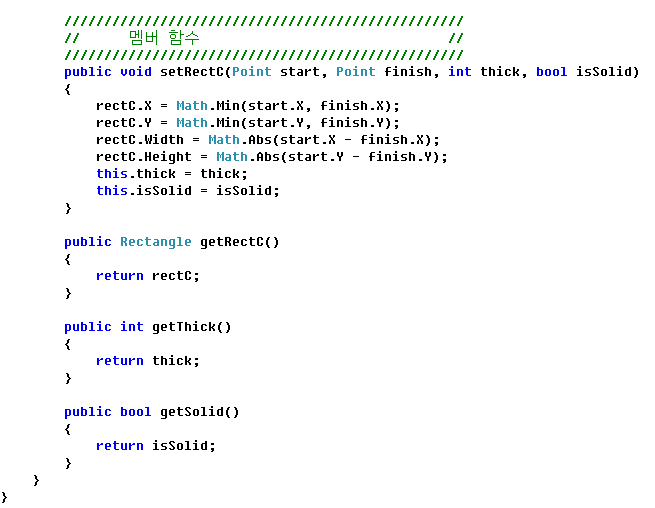 //////////////////////////////////////////////////
//      멤버 함수                               //
//////////////////////////////////////////////////
public void setRectC(Point start, Point finish, int thick, bool isSolid)
{
    rectC.X = Math.Min(start.X, finish.X);
    rectC.Y = Math.Min(start.Y, finish.Y);
    rectC.Width = Math.Abs(start.X - finish.X);
    rectC.Height = Math.Abs(start.Y - finish.Y);
    this.thick = thick;
    this.isSolid = isSolid;
}
public Rectangle getRectC()
{
    return rectC;
}
public int getThick()
{
    return thick;
}
public bool getSolid()
{
    return isSolid;
}
}
}